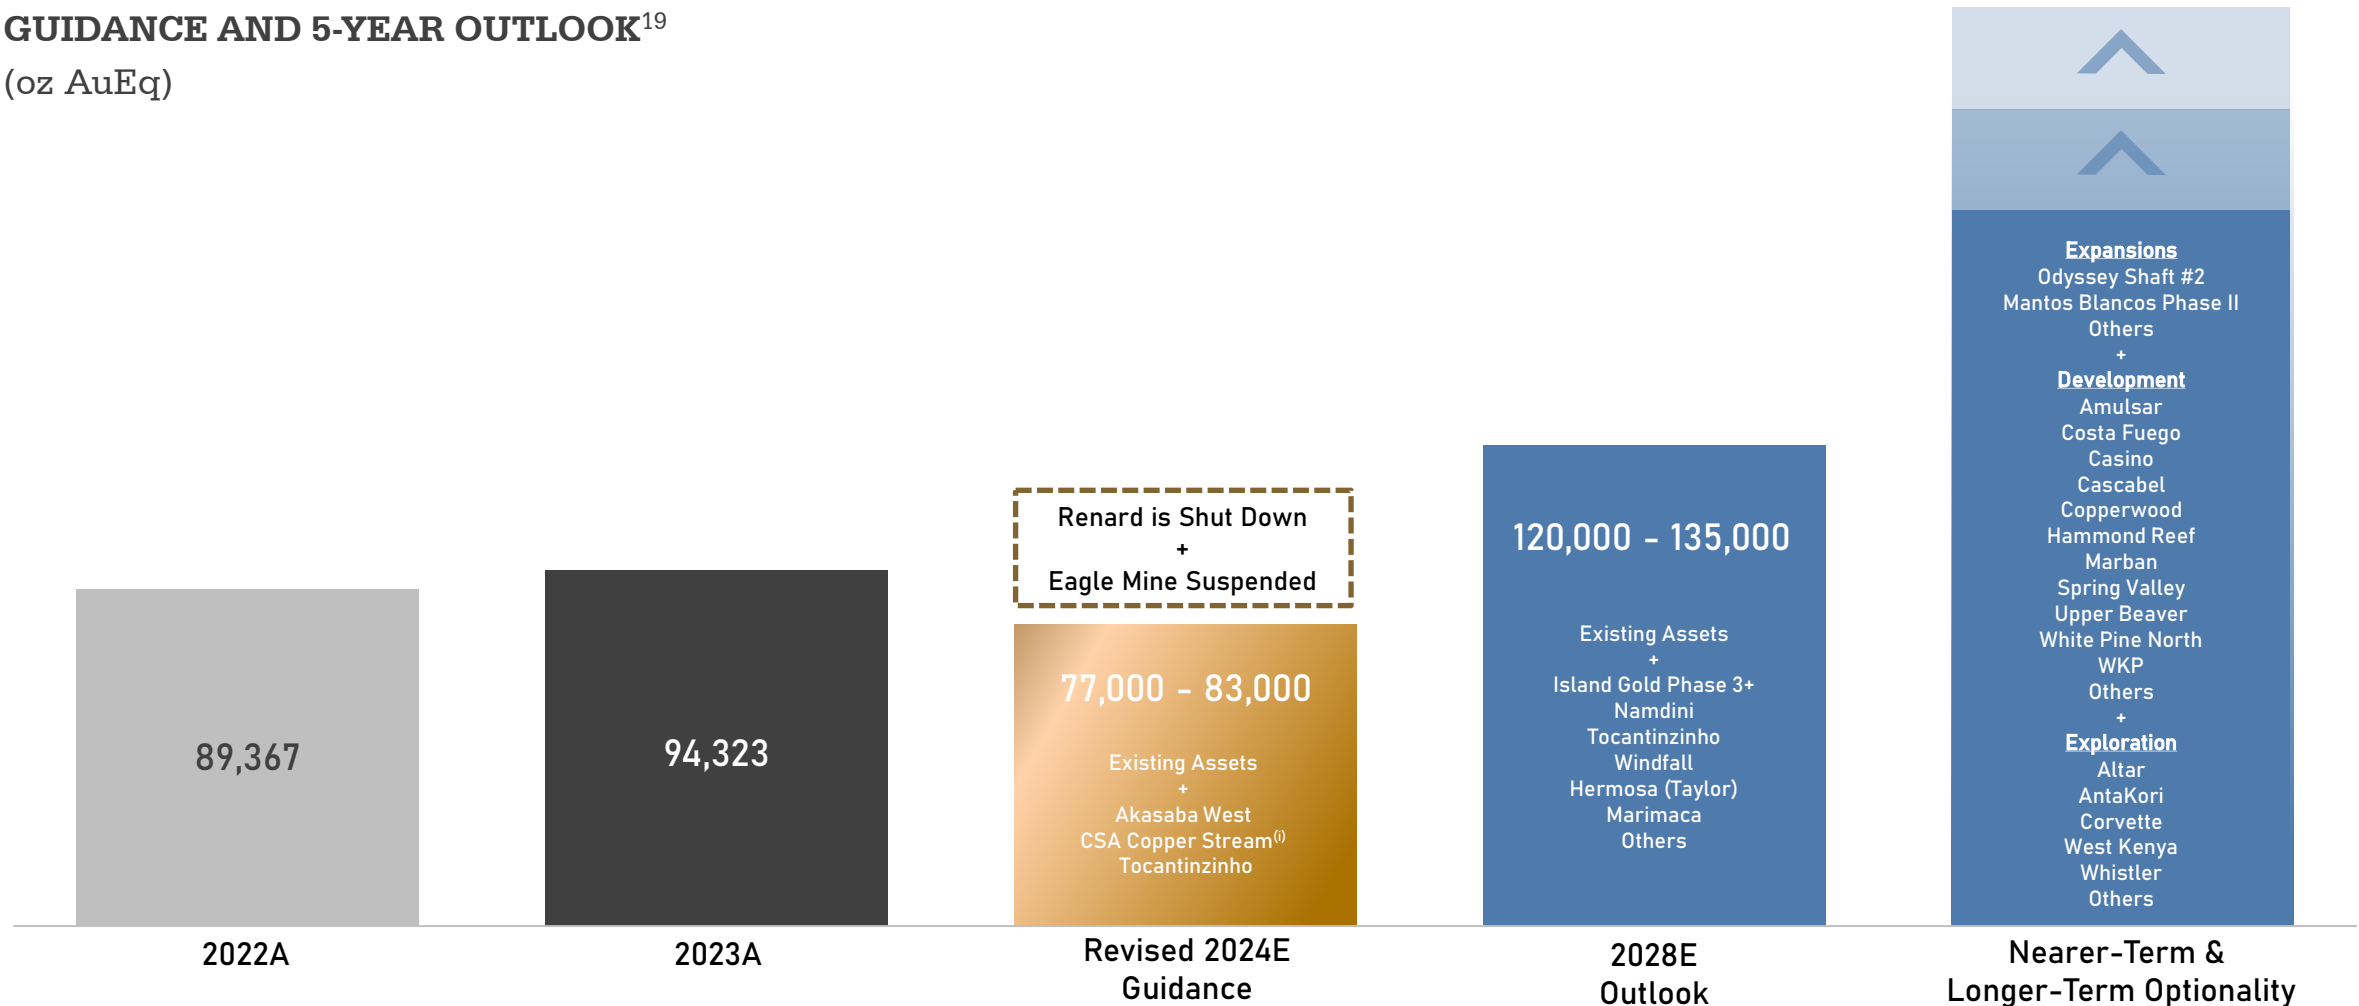 GUIDANCE AND 5-YEAR OUTLOOK19
(oz AuEq)
89,367
2022A
94,323
2023A
Renard is Shut Down
+
Eagle Mine Suspended
77,000 - 83,000
Existing Assets
+
Akasaba West
CSA Copper Stream(i)
Tocantinzinho
Revised 2024E
Guidance
120,000 - 135,000
Existing Assets
+
Island Gold Phase 3+
Namdini
Tocantinzinho
Windfall
Hermosa (Taylor)
Marimaca
Others
2028E
Outlook
Expansions
Odyssey Shaft #2
Mantos Blancos Phase II
Others
+
Development
Amulsar
Costa Fuego
Casino
Cascabel
Copperwood
Hammond Reef
Marban
Spring Valley
Upper Beaver
White Pine North
WKP
Others
+
Exploration
Altar
AntaKori
Corvette
West Kenya
Whistler
Others
Nearer-Term &
Longer-Term Optionality